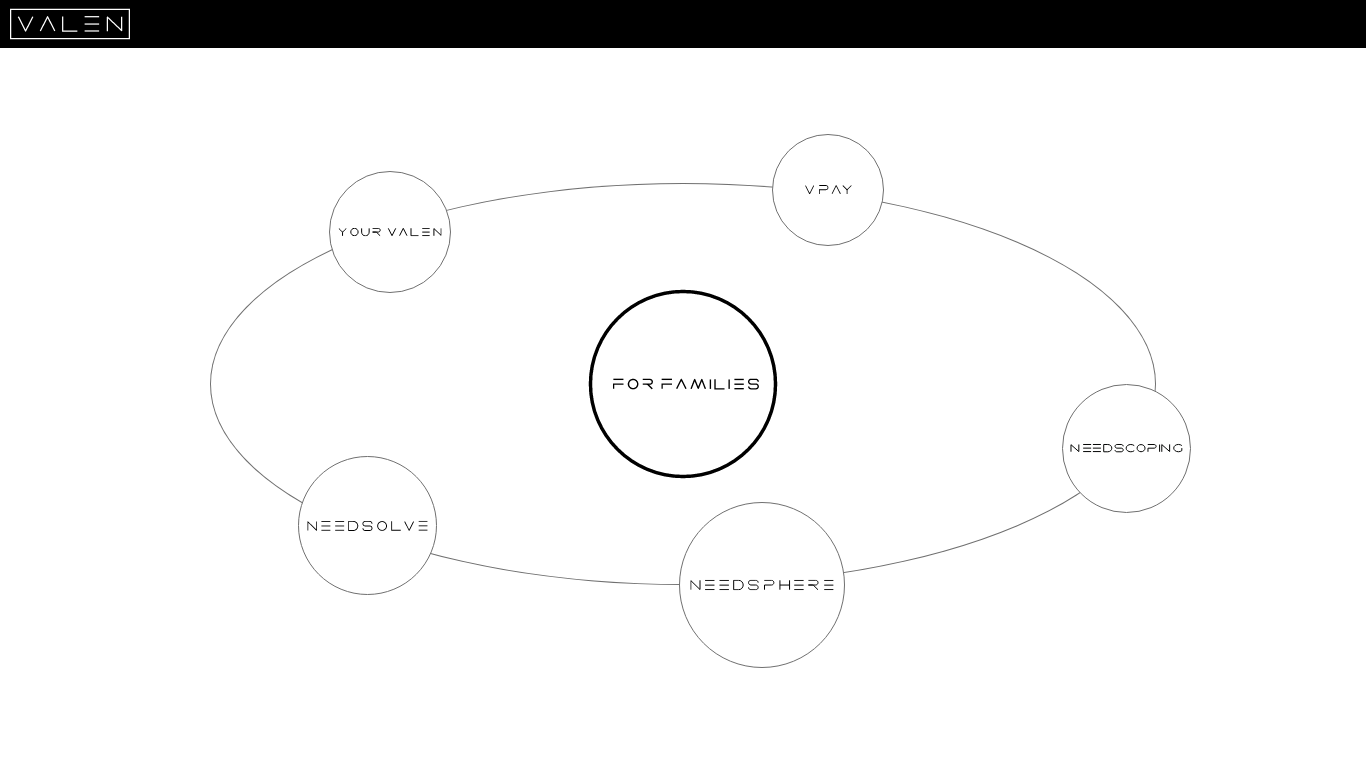 VALEN
VPAY
YOUR VALEN
FOR FAMILIES
NEEDSCOPING
NEEDSOLVE
NEEDSPHERE